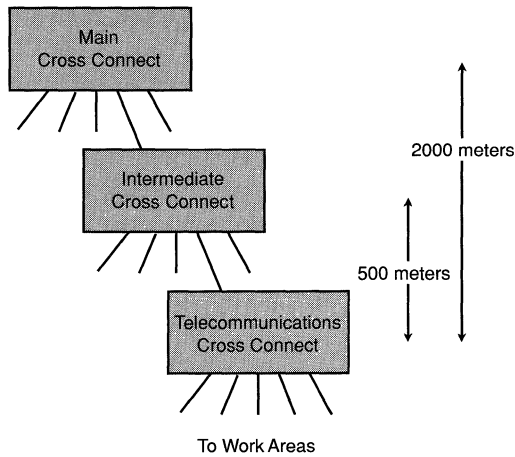 Main
Cross Connect
2000 meters
Intermediate
Cross Connect
500 meters
Telecommunications
Cross Connect
To Work Areas